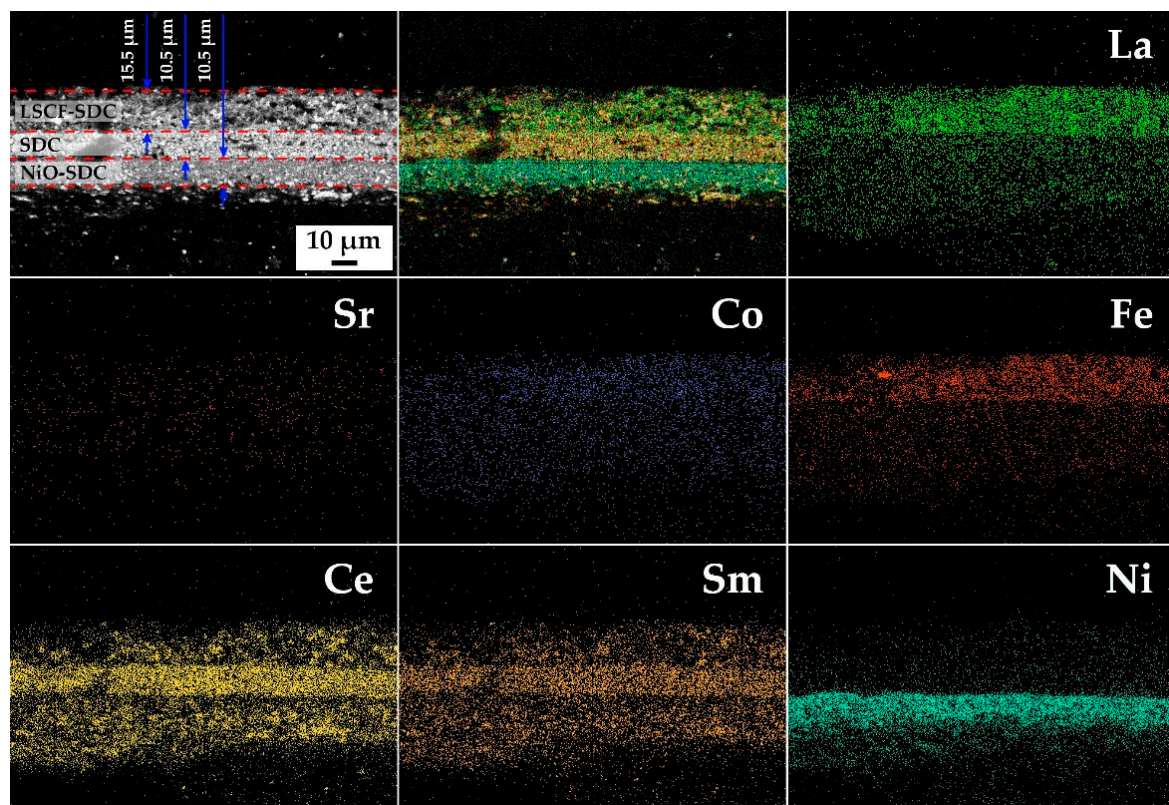 15.5 μm
10.5 μm
10.5 μm
LSCF-SDC
SDC
NiO-SDC
10 μm
La
Sr
Co
Fe
Ce
Sm
Ni